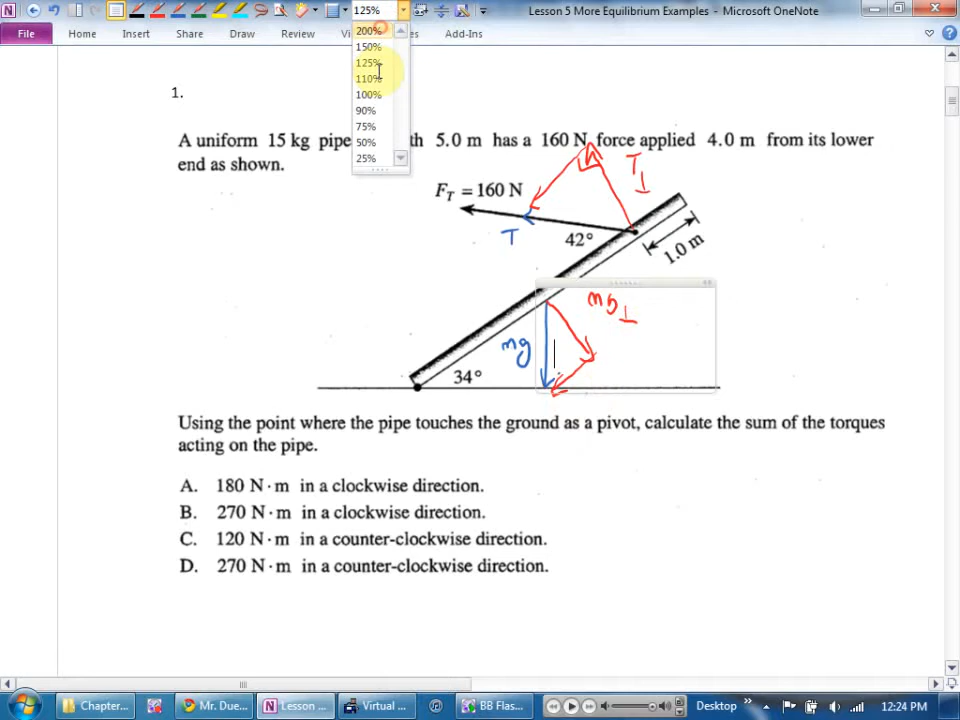 125%
Lesson 5 More Equilibrium Examples - Microsoft OneNote
File Home Insert Share Draw Review Add-Ins
200%
150%
125%
110%
100%
90%
75%
50%
25%
1.
A uniform 15 kg pipe 5.0 m has a 160 N force applied 4.0 m from its lower
end as shown.
T⊥
F_T = 160 N
T
42°
1.0 m
mg⊥
mg
34°
Using the point where the pipe touches the ground as a pivot, calculate the sum of the torques
acting on the pipe.
A. 180 N·m in a clockwise direction.
B. 270 N·m in a clockwise direction.
C. 120 N·m in a counter-clockwise direction.
D. 270 N·m in a counter-clockwise direction.
Chapter... Mr. Due... Lesson ... Virtual ... BB Flas... Desktop 12:24 PM